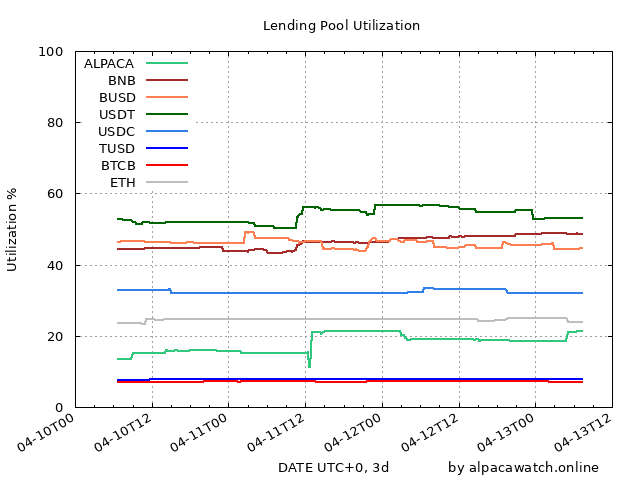 Lending Pool Utilization
Utilization %
100
80
60
40
20
0
ALPACA
BNB
BUSD
USDT
USDC
TUSD
BTCB
ETH
04-10T00
04-10T12
04-11T00
04-11T12
04-12T00
04-12T12
04-13T00
04-13T12
DATE UTC+0, 3d
by alpacawatch.online